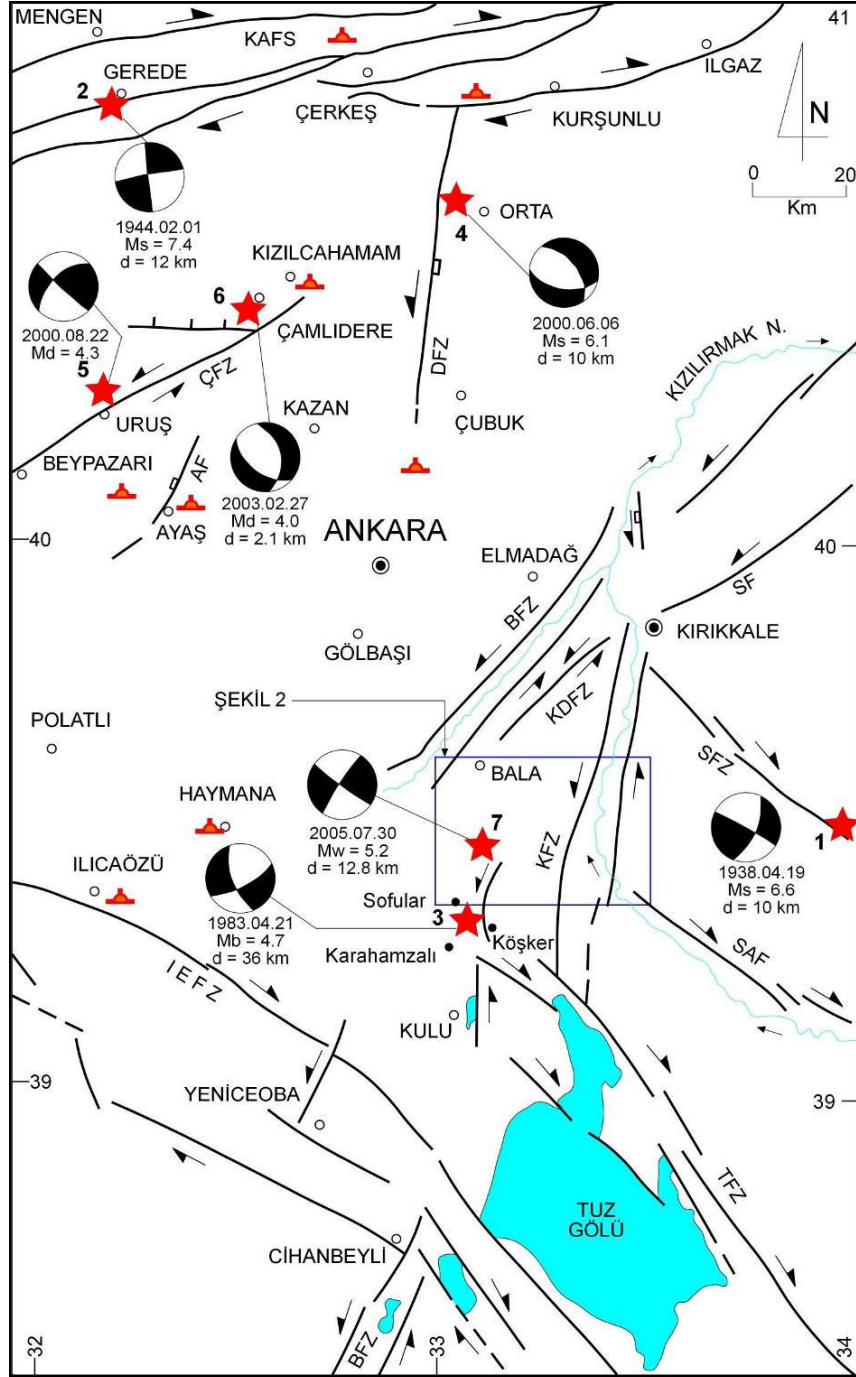 MENGEN
41
KAFS
GEREDE
ILGAZ
2
ÇERKEŞ
KURŞUNLU
N
0 20
Km
1944.02.01
Ms = 7.4
d = 12 km
ORTA
4
KIZILCAHAMAM
6
ÇAMLIDERE
2000.08.22
Md = 4.3
2000.06.06
Ms = 6.1
d = 10 km
5
ÇFZ
DFZ
KIZILIRMAK N.
URUŞ
KAZAN
ÇUBUK
BEYPAZARI
AF
AYAŞ
2003.02.27
Md = 4.0
d = 2.1 km
40
ANKARA
40
ELMADAĞ
BFZ
SF
KIRIKKALE
GÖLBAŞI
KDFZ
ŞEKİL 2
POLATLI
SFZ
BALA
HAYMANA
7
2005.07.30
Mw = 5.2
d = 12.8 km
KFZ
1
1938.04.19
Ms = 6.6
d = 10 km
ILICAÖZÜ
Sofular
3
1983.04.21
Mb = 4.7
d = 36 km
Köşker
Karahamzalı
SAF
IEFZ
KULU
39
39
YENİCEOBA
TFZ
TUZ
GÖLÜ
CİHANBEYLİ
BFZ
32
33
34